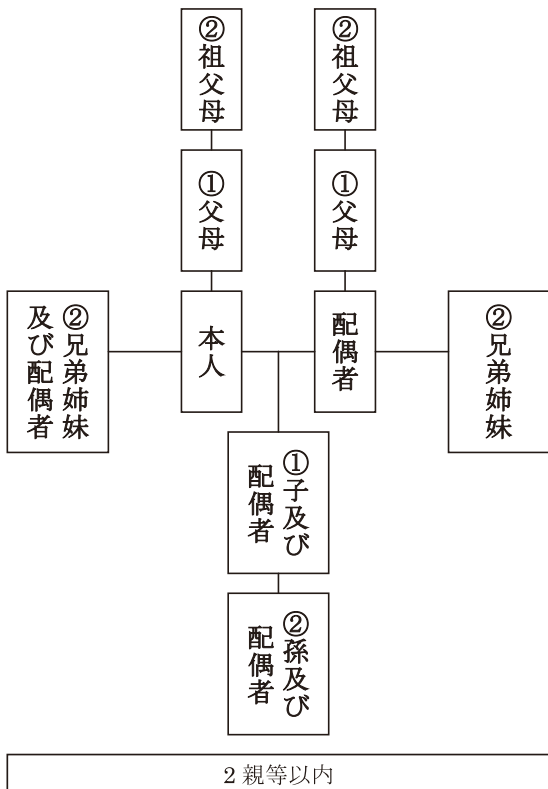 ②祖父母
②祖父母
①父母
①父母
②兄弟姉妹
及び配偶者
本人
配偶者
②兄弟姉妹
①子及び
配偶者
②孫及び
配偶者
2親等以内